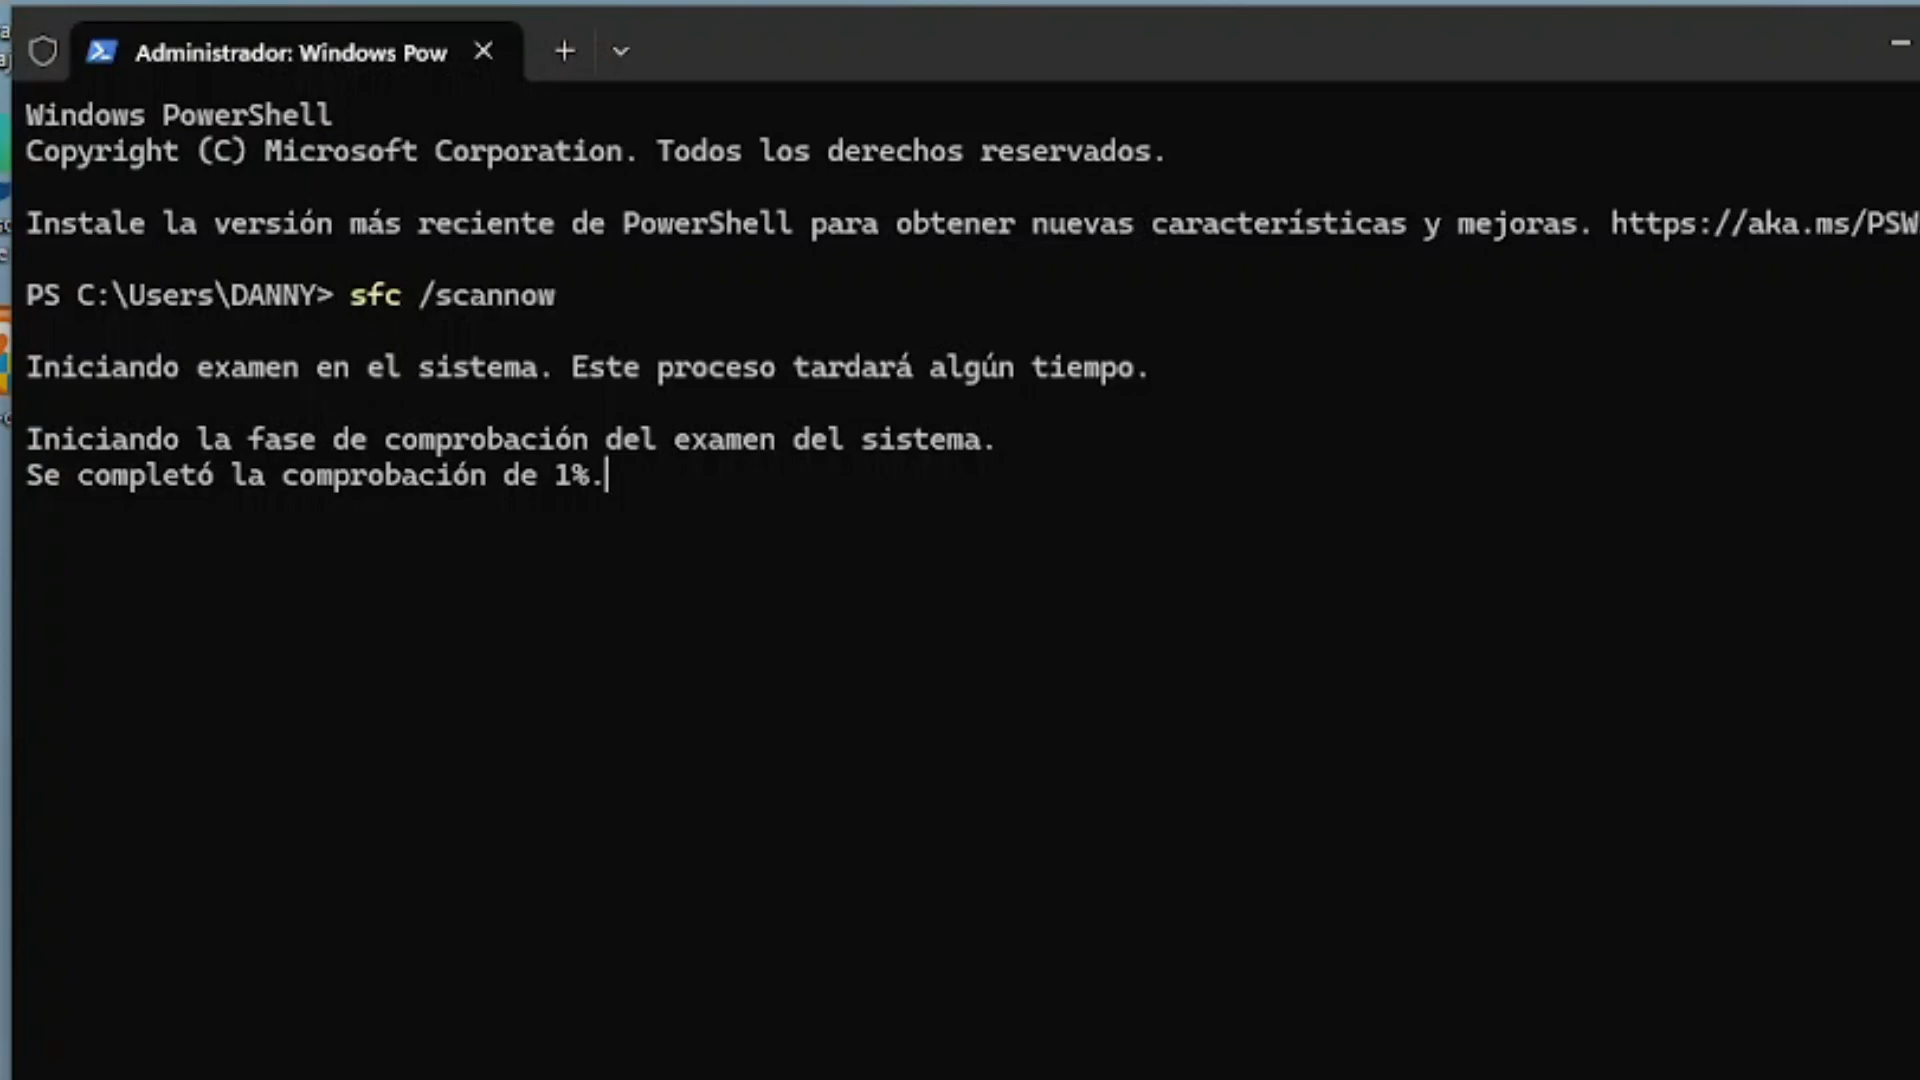 Administrador: Windows Pow
Windows PowerShell
Copyright (C) Microsoft Corporation. Todos los derechos reservados.
Instale la versión más reciente de PowerShell para obtener nuevas características y mejoras. https://aka.ms/PSW
PS C:\Users\DANNY> sfc /scannow
Iniciando examen en el sistema. Este proceso tardará algún tiempo.
Iniciando la fase de comprobación del examen del sistema.
Se completó la comprobación de 1%.